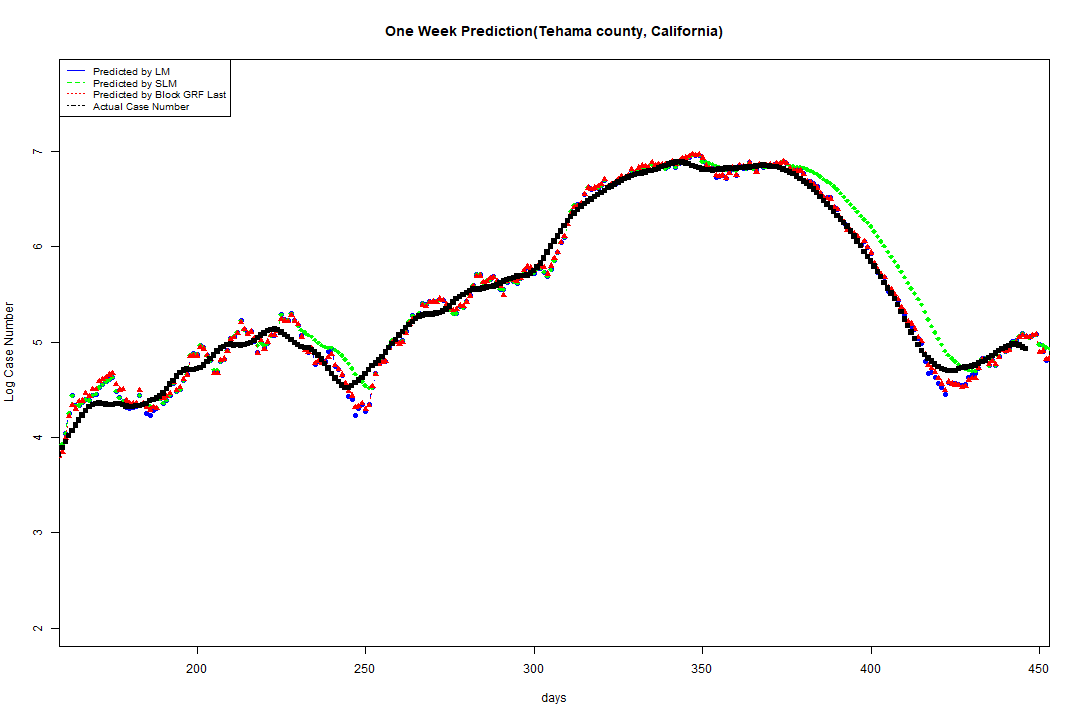 One Week Prediction(Tehama county, California)
Predicted by LM
Predicted by SLM
Predicted by Block GRF Last
Actual Case Number
7
6
5
4
3
2
Log Case Number
200 250 300 350 400 450
days